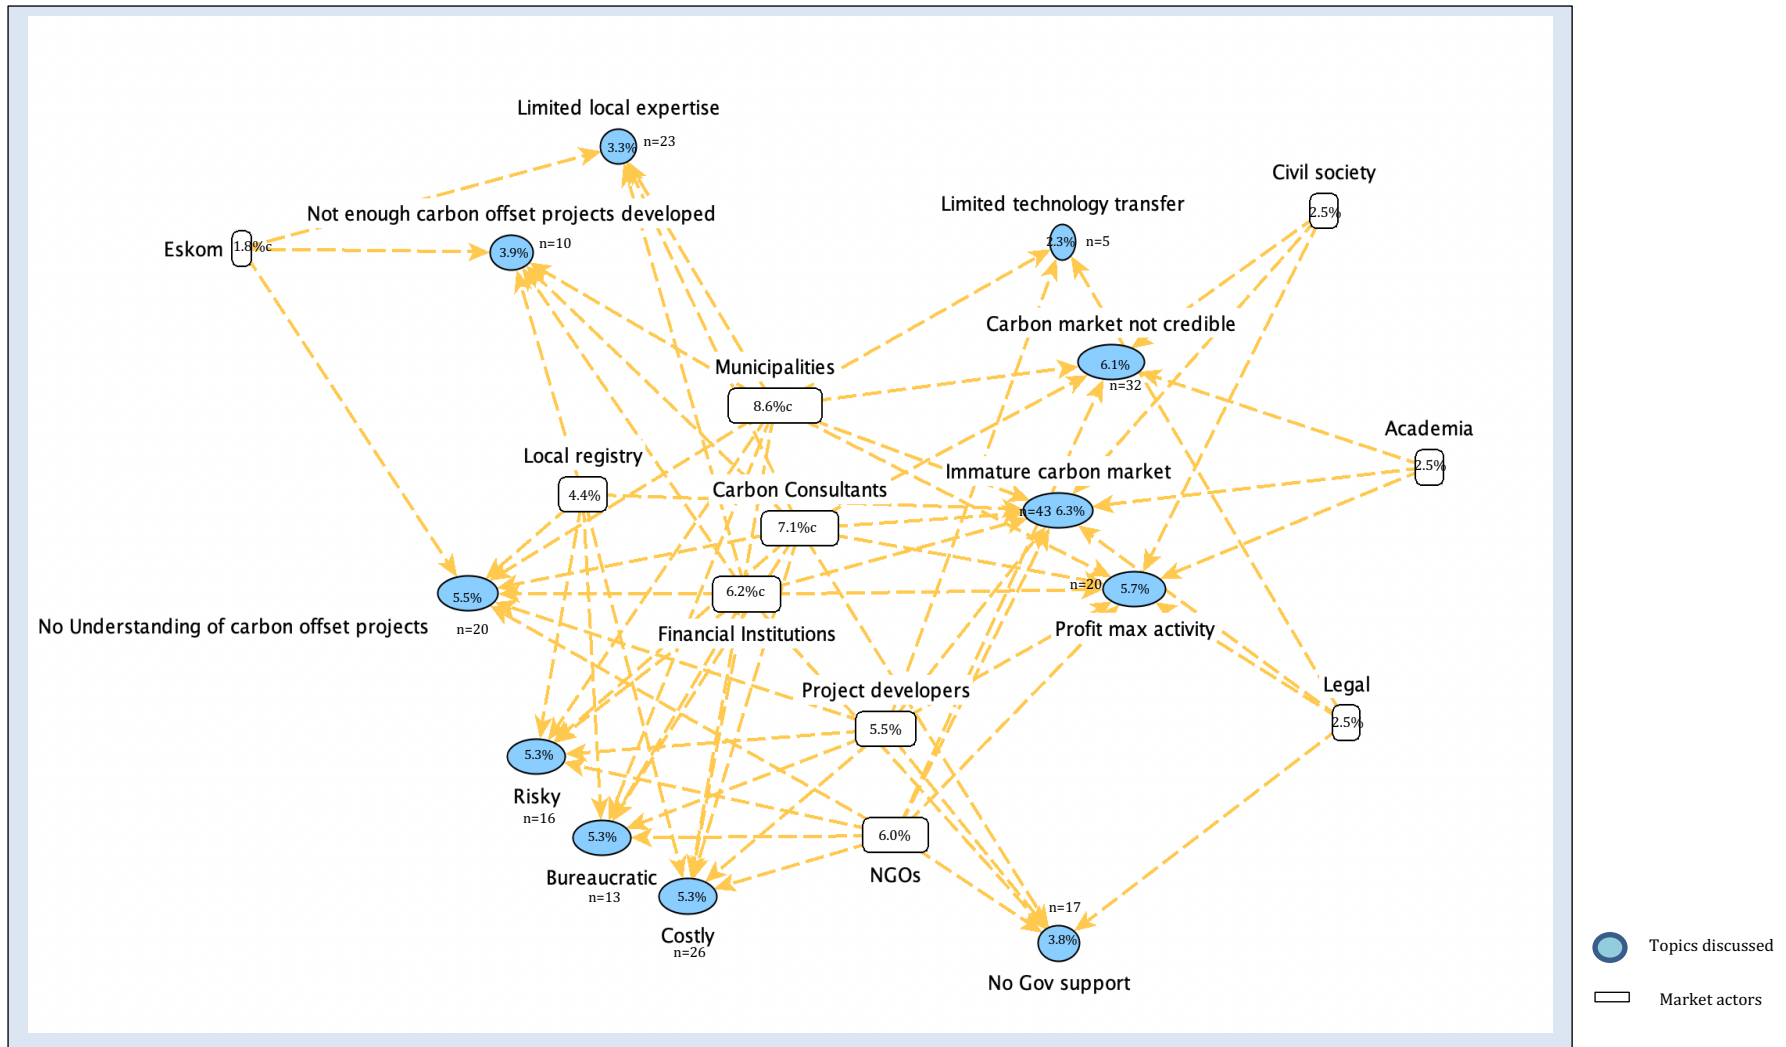 Limited local expertise
3.3%
n=23
Civil society
2.5%
Limited technology transfer
2.3%
n=5
Not enough carbon offset projects developed
3.9%
n=10
Eskom
1.8%c
Carbon market not credible
6.1%
n=32
Municipalities
8.6%c
Academia
2.5%
Local registry
4.4%
Immature carbon market
n=43 6.3%
Carbon Consultants
7.1%c
5.5%
No Understanding of carbon offset projects
n=20
6.2%c
Financial Institutions
n=20
5.7%
Profit max activity
Legal
2.5%
Project developers
5.5%
5.3%
Risky
n=16
5.3%
Bureaucratic
n=13
6.0%
NGOs
5.3%
Costly
n=26
n=17
3.8%
No Gov support
Topics discussed
Market actors